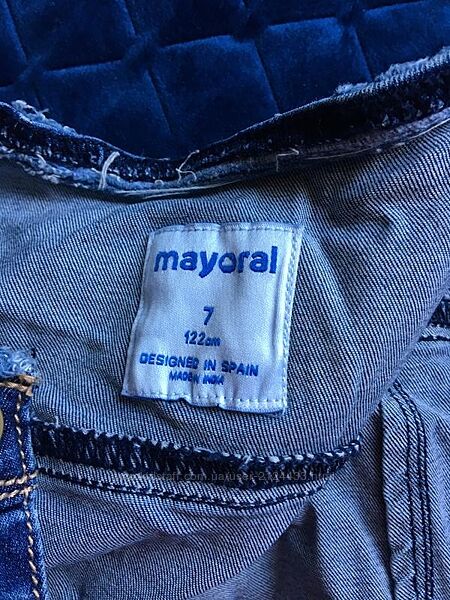 mayoral
7
122cm
DESIGNED IN SPAIN
MADE IN INDIA